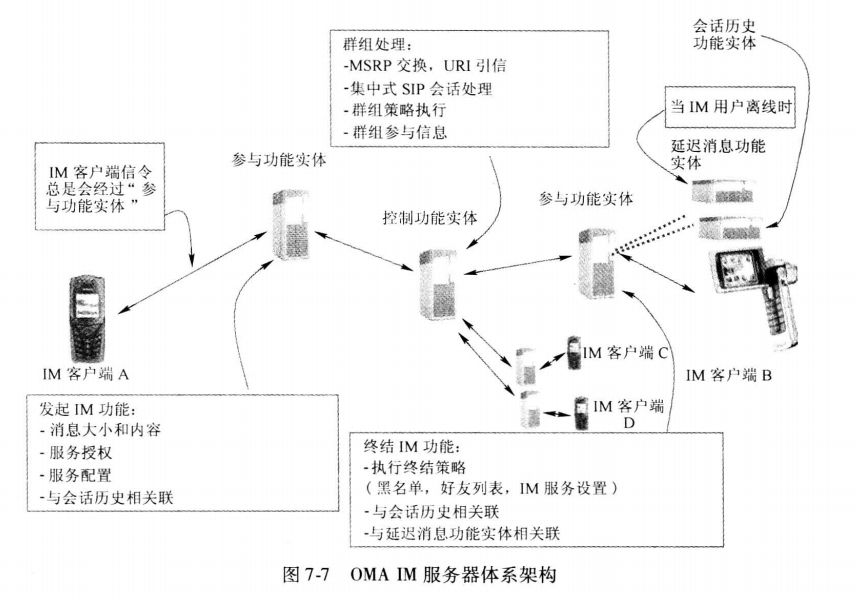 会话历史
功能实体
群组处理：
-MSRP 交换，URI 引信
-集中式 SIP 会话处理
-群组策略执行
-群组参与信息
当 IM 用户离线时
延迟消息功能
实体
IM 客户端信令
总是会经过“参
与功能实体”
参与功能实体
控制功能实体
参与功能实体
IM 客户端 A
IM 客户端 C
IM 客户端 B
IM 客户端
D
发起 IM 功能：
-消息大小和内容
-服务授权
-服务配置
-与会话历史相关联
终结 IM 功能：
-执行终结策略
（黑名单，好友列表，IM 服务设置）
-与会话历史相关联
-与延迟消息功能实体相关联
图 7-7 OMA IM 服务器体系架构